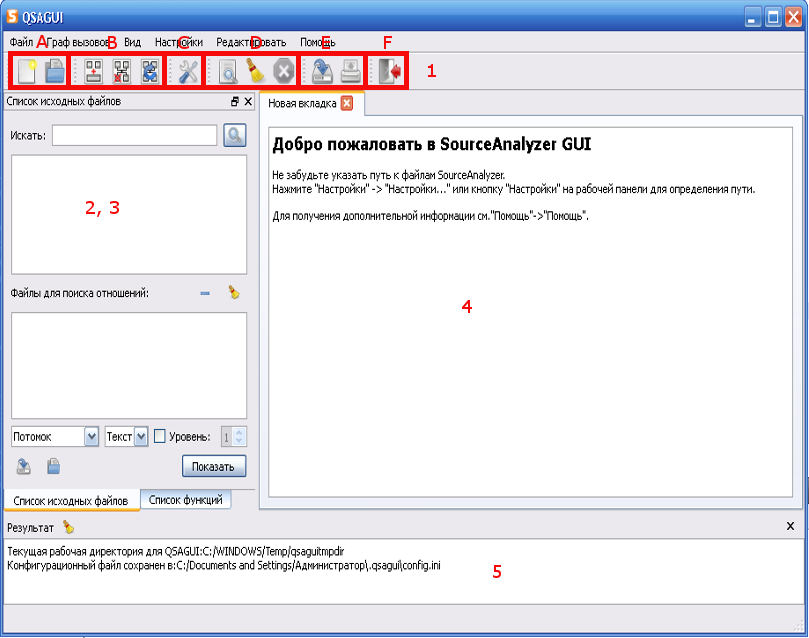 QSAGUI
Файл Граф вызовов Вид Настройки Редактировать Помощь
A B C D E F
1
Список исходных файлов
Новая вкладка
Искать:
Добро пожаловать в SourceAnalyzer GUI
Не забудьте указать путь к файлам SourceAnalyzer.
Нажмите "Настройки" -> "Настройки..." или кнопку "Настройки" на рабочей панели для определения пути.
Для получения дополнительной информации см."Помощь"->"Помощь".
2, 3
4
Файлы для поиска отношений:
Потомок Текст Уровень: 1
Показать
Список исходных файлов Список функций
Результат
Текущая рабочая директория для QSAGUI:C:/WINDOWS/Temp/qsaguitmpdir
Конфигурационный файл сохранен в:C:/Documents and Settings/Администратор\.qsagui\config.ini
5